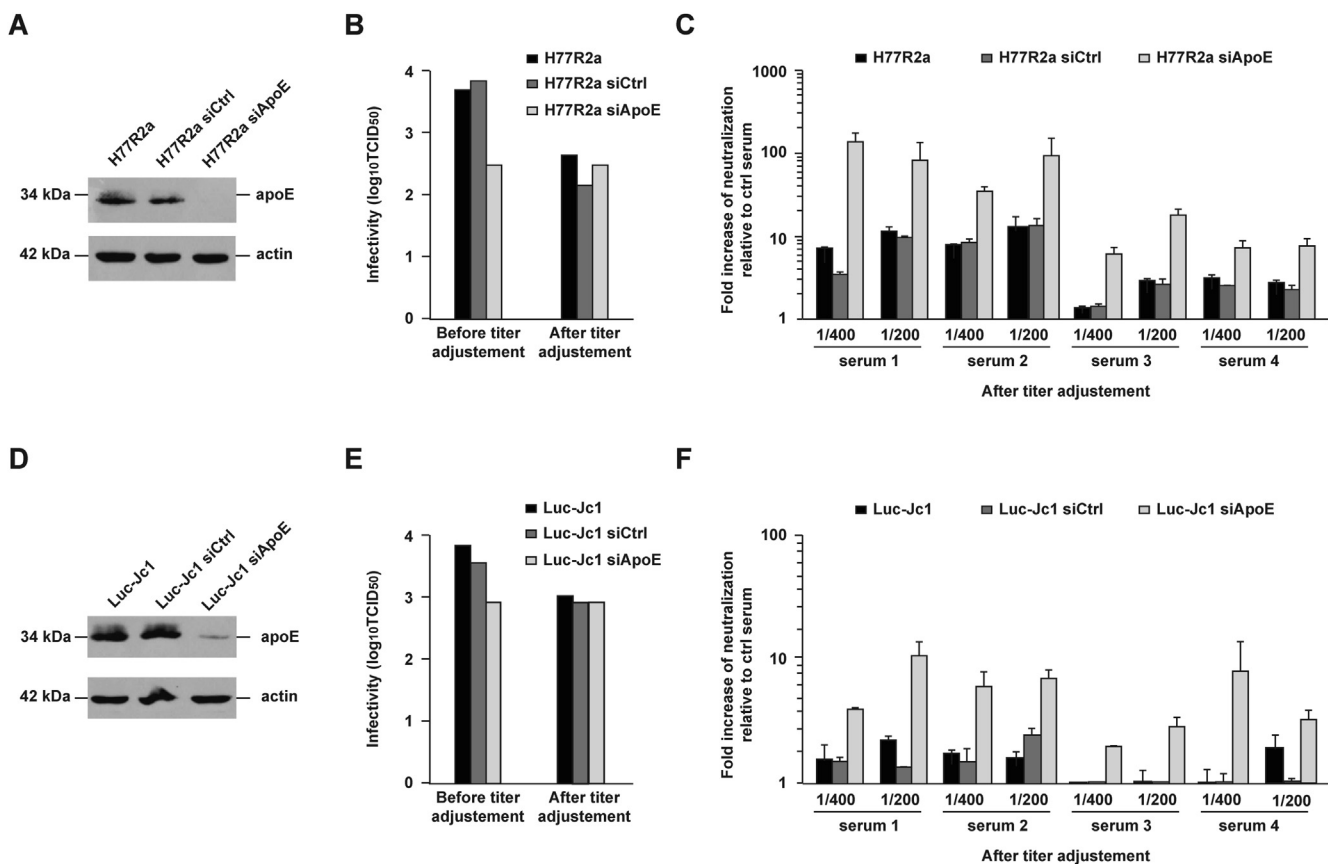 A
H77R2a
H77R2a siCtrl
H77R2a siApoE
34 kDa
apoE
42 kDa
actin
B
H77R2a
H77R2a siCtrl
H77R2a siApoE
Infectivity (log10TCID50)
4
3
2
1
0
Before titer
adjustement
After titer
adjustement
C
H77R2a
H77R2a siCtrl
H77R2a siApoE
Fold increase of neutralization
relative to ctrl serum
1000
100
10
1
1/400 1/200 1/400 1/200 1/400 1/200 1/400 1/200
serum 1 serum 2 serum 3 serum 4
After titer adjustement
D
Luc-Jc1
Luc-Jc1 siCtrl
Luc-Jc1 siApoE
34 kDa
apoE
42 kDa
actin
E
Luc-Jc1
Luc-Jc1 siCtrl
Luc-Jc1 siApoE
Infectivity (log10TCID50)
4
3
2
1
0
Before titer
adjustement
After titer
adjustement
F
Luc-Jc1
Luc-Jc1 siCtrl
Luc-Jc1 siApoE
Fold increase of neutralization
relative to ctrl serum
100
10
1
1/400 1/200 1/400 1/200 1/400 1/200 1/400 1/200
serum 1 serum 2 serum 3 serum 4
After titer adjustement